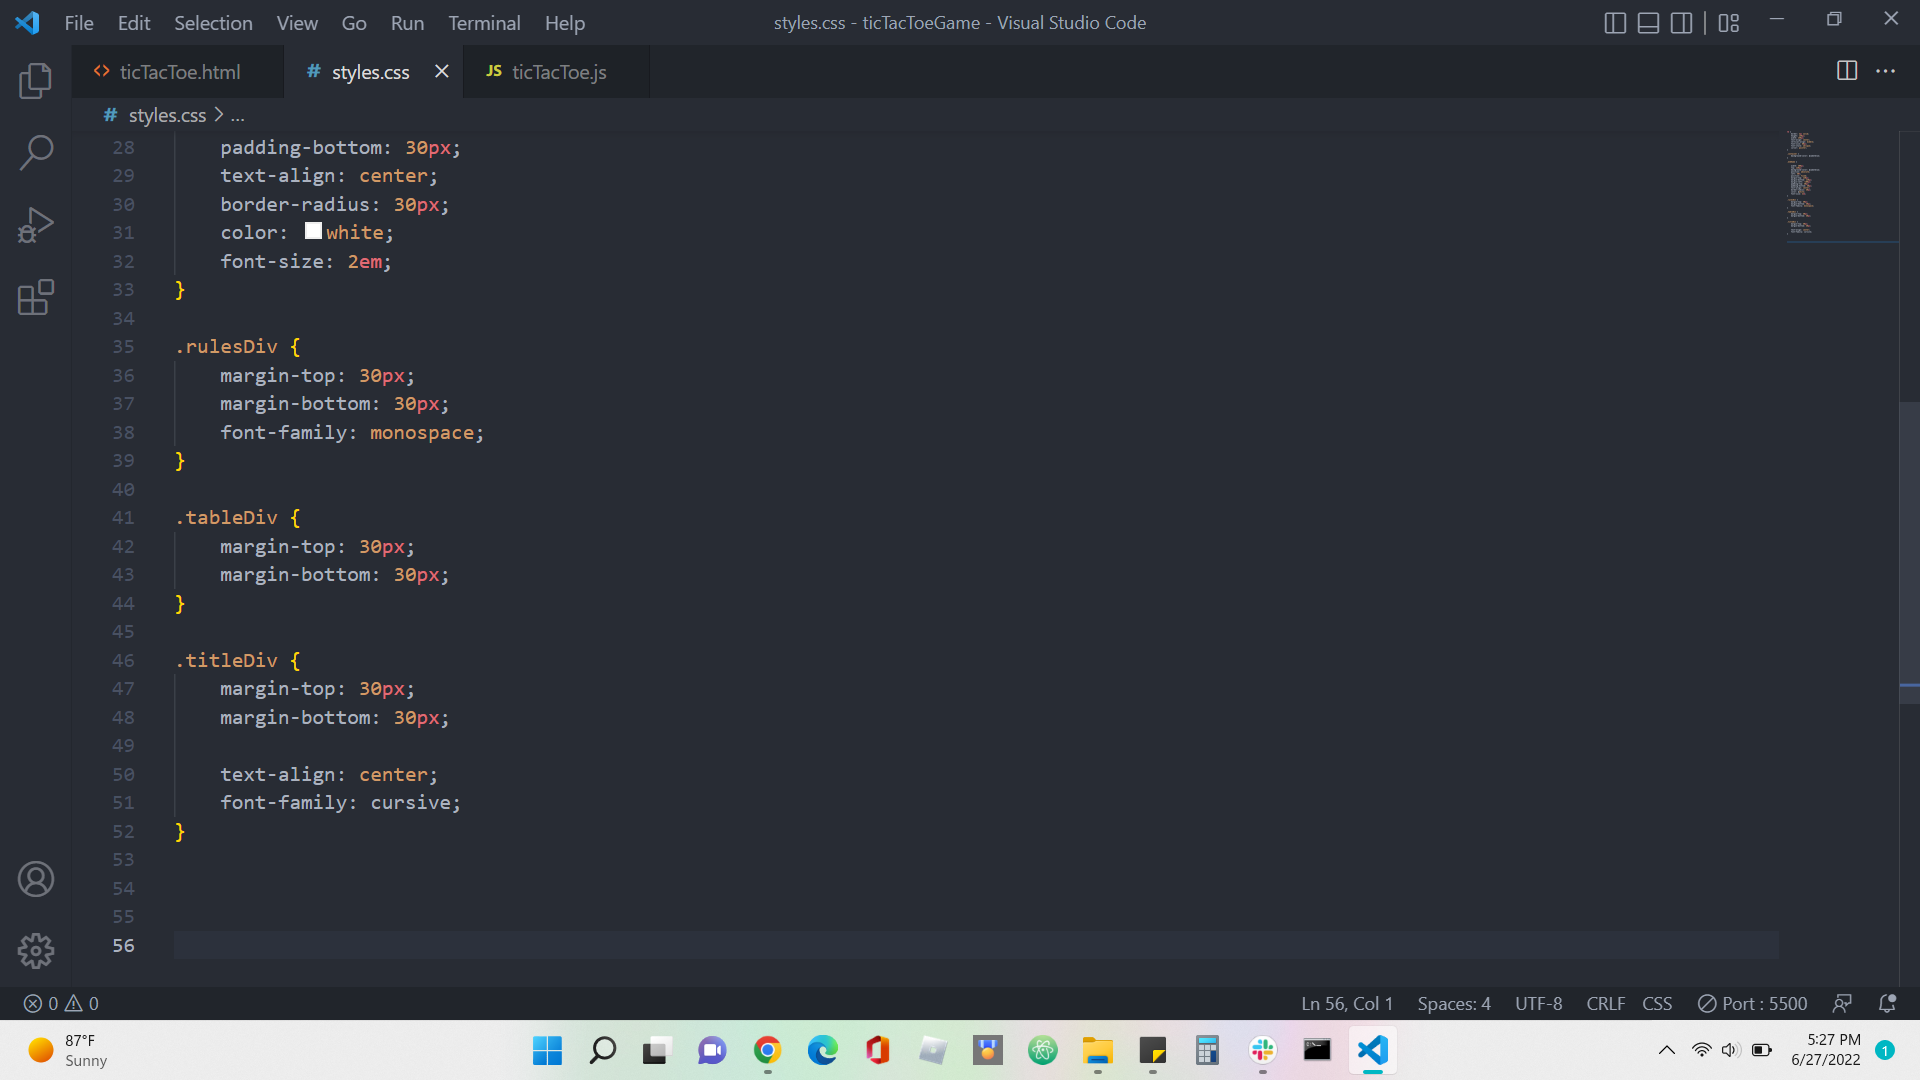 File Edit Selection View Go Run Terminal Help styles.css - ticTacToeGame - Visual Studio Code
<> ticTacToe.html # styles.css JS ticTacToe.js
# styles.css > ...
28 padding-bottom: 30px;
29 text-align: center;
30 border-radius: 30px;
31 color: white;
32 font-size: 2em;
33 }
34
35 .rulesDiv {
36 margin-top: 30px;
37 margin-bottom: 30px;
38 font-family: monospace;
39 }
40
41 .tableDiv {
42 margin-top: 30px;
43 margin-bottom: 30px;
44 }
45
46 .titleDiv {
47 margin-top: 30px;
48 margin-bottom: 30px;
49
50 text-align: center;
51 font-family: cursive;
52 }
53
54
55
56
0 0 Ln 56, Col 1 Spaces: 4 UTF-8 CRLF CSS Port : 5500
87°F
Sunny
5:27 PM
6/27/2022
1